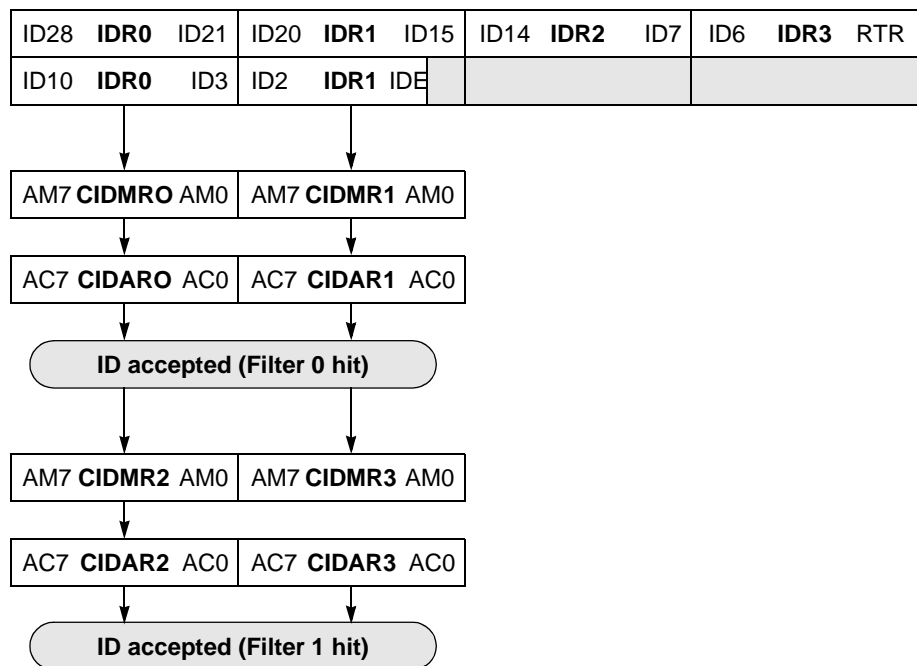 ID28 IDR0 ID21 ID20 IDR1 ID15 ID14 IDR2 ID7 ID6 IDR3 RTR
ID10 IDR0 ID3 ID2 IDR1 IDE
AM7 CIDMRO AM0 AM7 CIDMR1 AM0
AC7 CIDARO AC0 AC7 CIDAR1 AC0
ID accepted (Filter 0 hit)
AM7 CIDMR2 AM0 AM7 CIDMR3 AM0
AC7 CIDAR2 AC0 AC7 CIDAR3 AC0
ID accepted (Filter 1 hit)